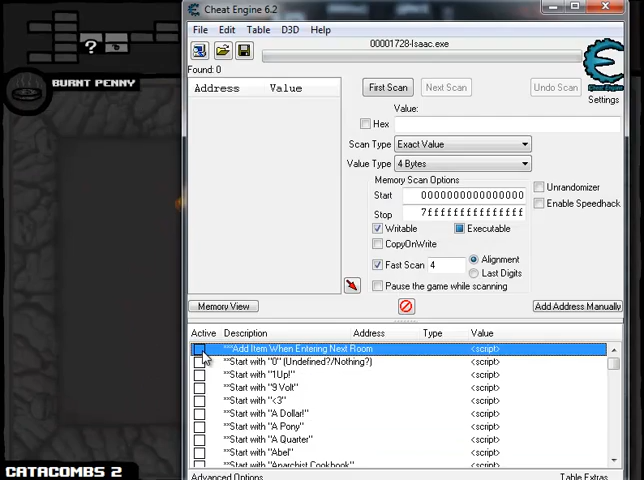 Cheat Engine 6.2
File Edit Table D3D Help
00001728-Isaac.exe
?
BURNT PENNY
Found: 0
Address Value
First Scan Next Scan Undo Scan
Cheat Engine
Settings
Value:
Hex
Scan Type Exact Value
Value Type 4 Bytes
Memory Scan Options
Start 0000000000000000
Stop 7fffffffffffffff
Unrandomizer
Enable Speedhack
Writable Executable
CopyOnWrite
Fast Scan 4 Alignment
Last Digits
Pause the game while scanning
Memory View Add Address Manually
Active Description Address Type Value
***Add Item When Entering Next Room <script>
**Start with "0" (Undefined?/Nothing?) <script>
**Start with "1Up!" <script>
**Start with "9 Volt" <script>
**Start with "<3" <script>
**Start with "A Dollar!" <script>
**Start with "A Pony" <script>
**Start with "A Quarter" <script>
**Start with "Abel" <script>
**Start with "Anarchist Cookbook" <script>
CATACOMBS 2
Advanced Options Table Extras